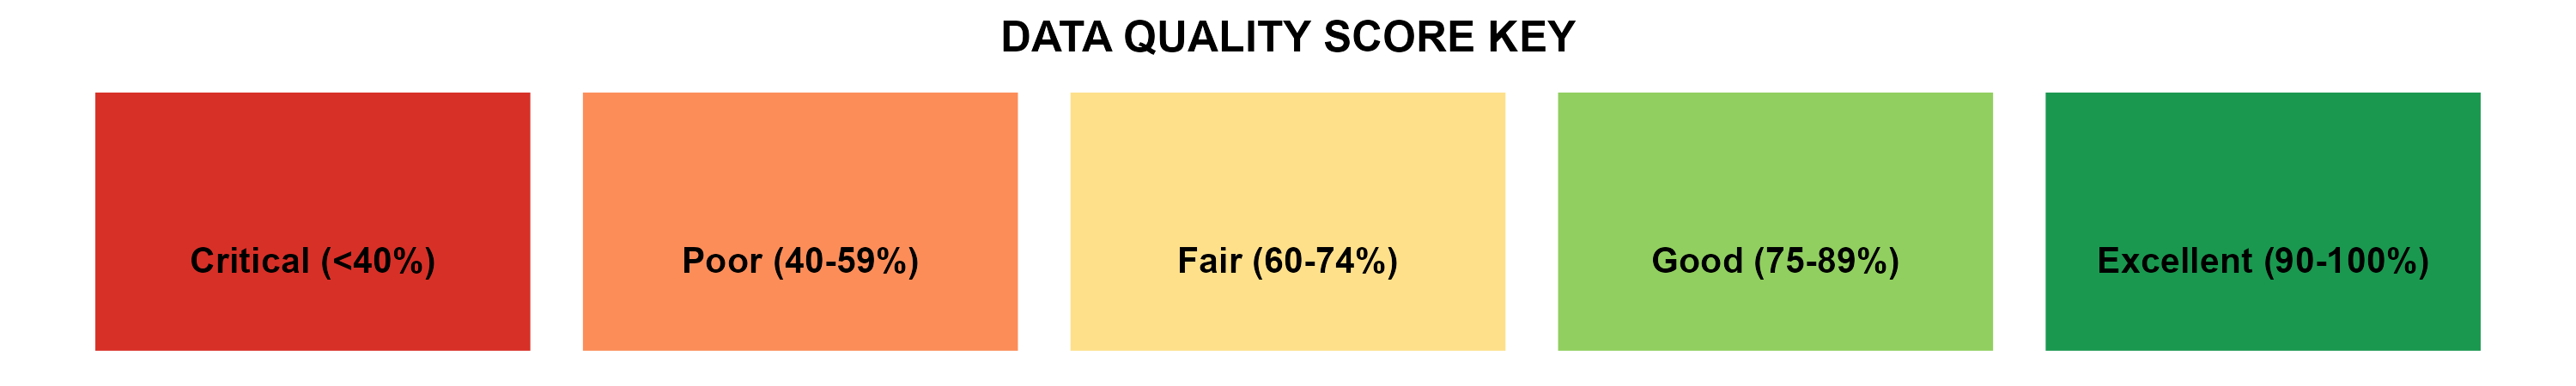 DATA QUALITY SCORE KEY
Critical (<40%)
Poor (40-59%)
Fair (60-74%)
Good (75-89%)
Excellent (90-100%)